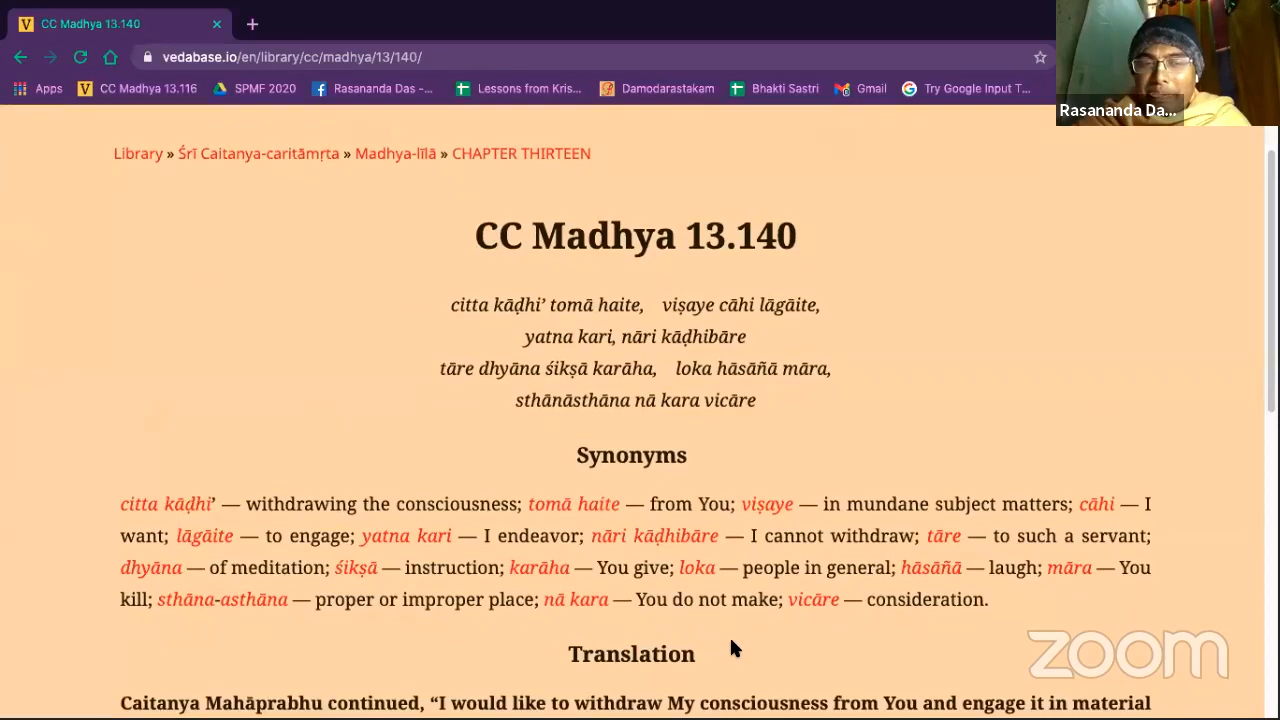 V CC Madhya 13.140
vedabase.io/en/library/cc/madhya/13/140/
Apps V CC Madhya 13.116 SPMF 2020 Rasananda Das -... Lessons from Kris... Damodarastakam Bhakti Sastri Gmail Try Google Input T...
Rasananda Da...
Library » Śrī Caitanya-caritāmṛta » Madhya-līlā » CHAPTER THIRTEEN
CC Madhya 13.140
citta kāḍhi’ tomā haite, viṣaye cāhi lāgāite,
yatna kari, nāri kāḍhibāre
tāre dhyāna śikṣā karāha, loka hāsāñā māra,
sthānāsthāna nā kara vicāre
Synonyms
citta kāḍhi’ — withdrawing the consciousness; tomā haite — from You; viṣaye — in mundane subject matters; cāhi — I
want; lāgāite — to engage; yatna kari — I endeavor; nāri kāḍhibāre — I cannot withdraw; tāre — to such a servant;
dhyāna — of meditation; śikṣā — instruction; karāha — You give; loka — people in general; hāsāñā — laugh; māra — You
kill; sthāna-asthāna — proper or improper place; nā kara — You do not make; vicāre — consideration.
Translation
Caitanya Mahāprabhu continued, “I would like to withdraw My consciousness from You and engage it in material
zoom